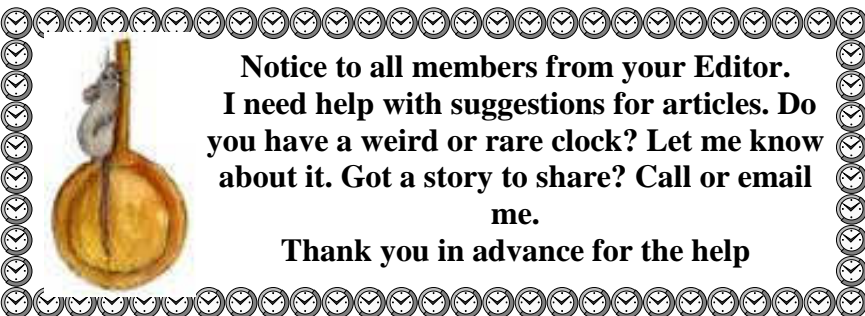 Notice to all members from your Editor.
I need help with suggestions for articles. Do
you have a weird or rare clock? Let me know
about it. Got a story to share? Call or email
me.
Thank you in advance for the help